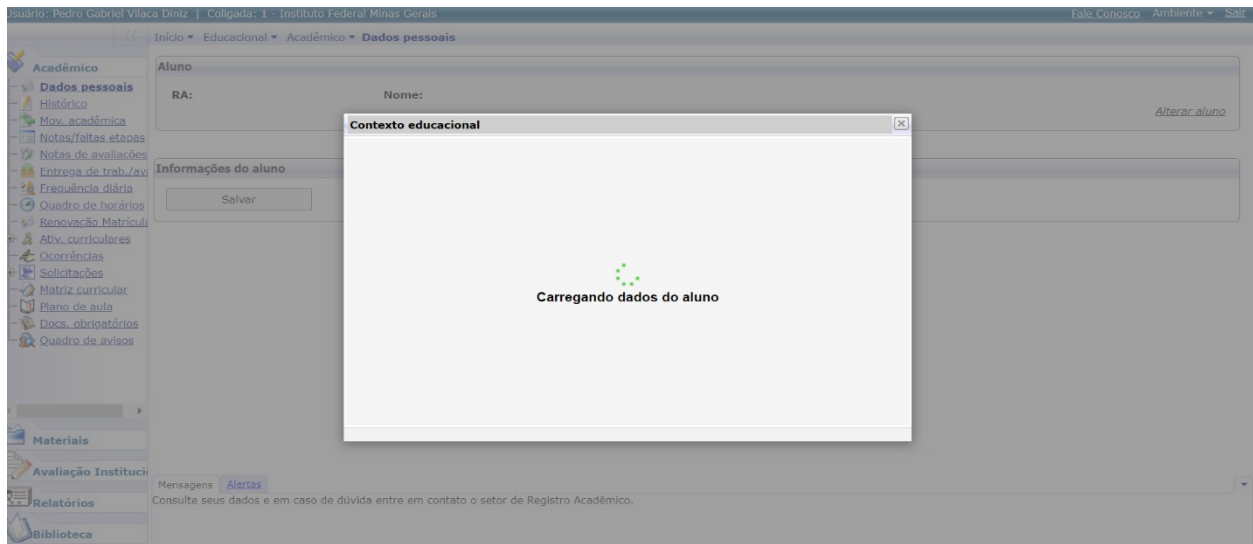 Usuário: Pedro Gabriel Vilaca Diniz | Coligada: 1 - Instituto Federal Minas Gerais
Fale Conosco Ambiente Sair
Início Educacional Acadêmico Dados pessoais
Acadêmico
Dados pessoais
Histórico
Mov. acadêmica
Notas/faltas etapas
Notas de avaliações
Entrega de trab./av
Frequência diária
Quadro de horários
Renovação Matrícula
Ativ. curriculares
Ocorrências
Solicitações
Matriz curricular
Plano de aula
Docs. obrigatórios
Quadro de avisos
Materiais
Avaliação Instituci
Relatórios
Biblioteca
Aluno
RA: Nome:
Alterar aluno
Informações do aluno
Salvar
Contexto educacional
Carregando dados do aluno
Mensagens Alertas
Consulte seus dados e em caso de dúvida entre em contato o setor de Registro Acadêmico.